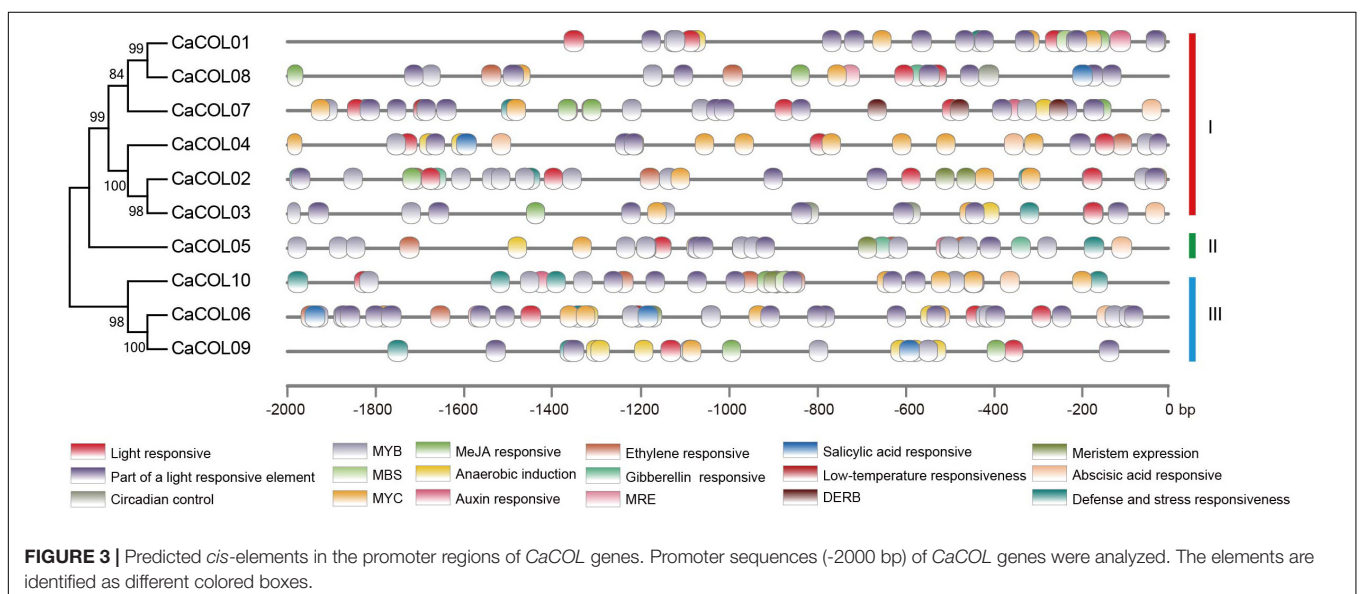 99
CaCOL01
84
CaCOL08
99
CaCOL07
I
CaCOL04
100
CaCOL02
98
CaCOL03
CaCOL05
II
CaCOL10
98
CaCOL06
III
100
CaCOL09
-2000 -1800 -1600 -1400 -1200 -1000 -800 -600 -400 -200 0 bp
Light responsive MYB MeJA responsive Ethylene responsive Salicylic acid responsive Meristem expression
Part of a light responsive element MBS Anaerobic induction Gibberellin responsive Low-temperature responsiveness Abscisic acid responsive
Circadian control MYC Auxin responsive MRE DERB Defense and stress responsiveness
FIGURE 3 | Predicted cis-elements in the promoter regions of CaCOL genes. Promoter sequences (-2000 bp) of CaCOL genes were analyzed. The elements are
identified as different colored boxes.